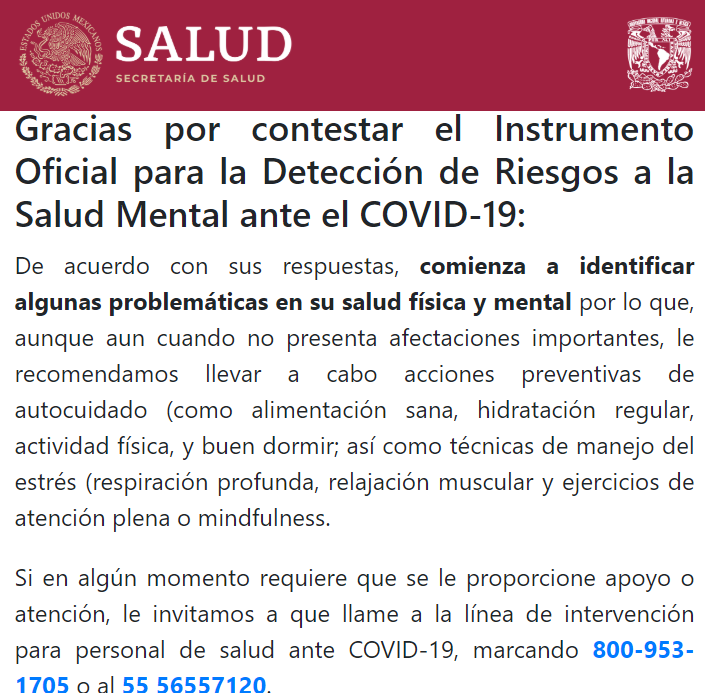 ESTADOS UNIDOS MEXICANOS
SALUD
SECRETARÍA DE SALUD
Gracias por contestar el Instrumento
Oficial para la Detección de Riesgos a la
Salud Mental ante el COVID-19:
De acuerdo con sus respuestas, comienza a identificar
algunas problemáticas en su salud física y mental por lo que,
aunque aun cuando no presenta afectaciones importantes, le
recomendamos llevar a cabo acciones preventivas de
autocuidado (como alimentación sana, hidratación regular,
actividad física, y buen dormir; así como técnicas de manejo del
estrés (respiración profunda, relajación muscular y ejercicios de
atención plena o mindfulness.
Si en algún momento requiere que se le proporcione apoyo o
atención, le invitamos a que llame a la línea de intervención
para personal de salud ante COVID-19, marcando 800-953-
1705 o al 55 56557120.